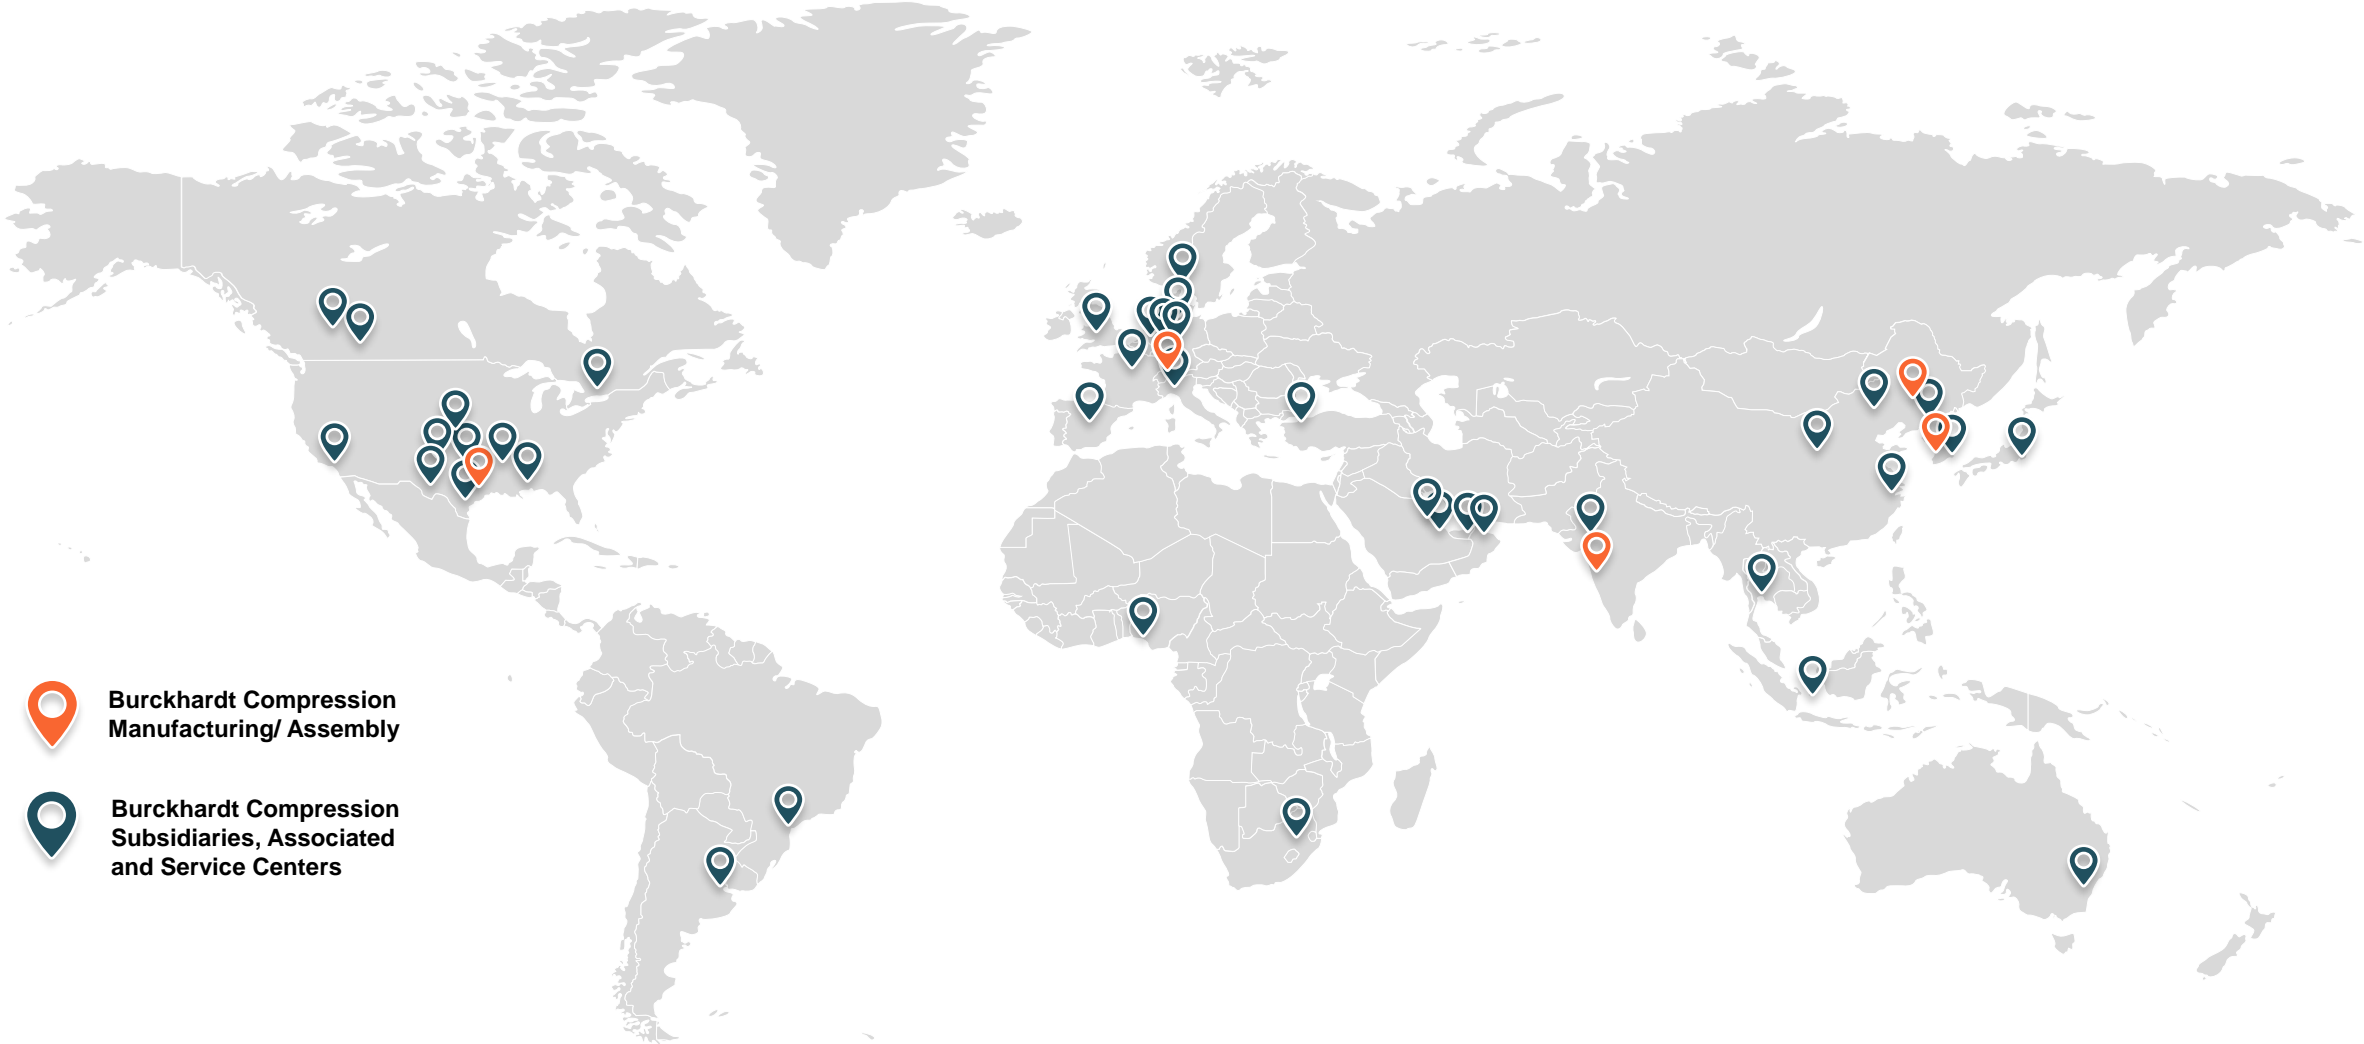 Burckhardt Compression
Manufacturing/ Assembly
Burckhardt Compression
Subsidiaries, Associated
and Service Centers